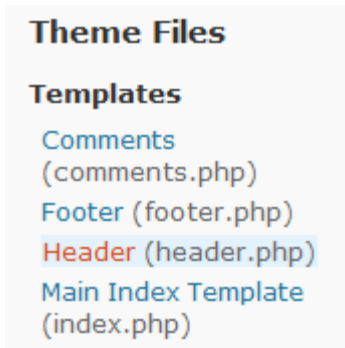 Theme Files
Templates
Comments
(comments.php)
Footer (footer.php)
Header (header.php)
Main Index Template
(index.php)